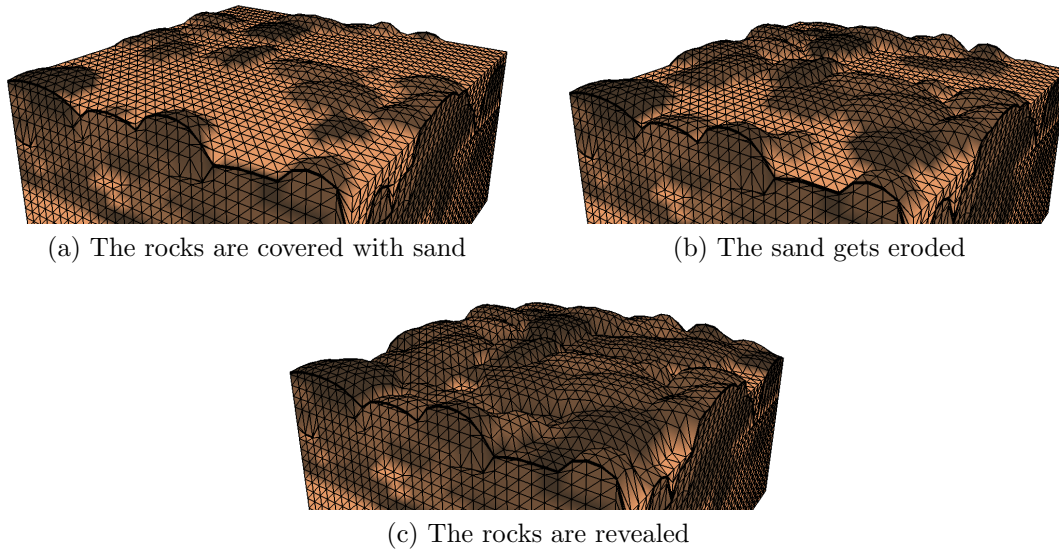 (a) The rocks are covered with sand
(b) The sand gets eroded
(c) The rocks are revealed